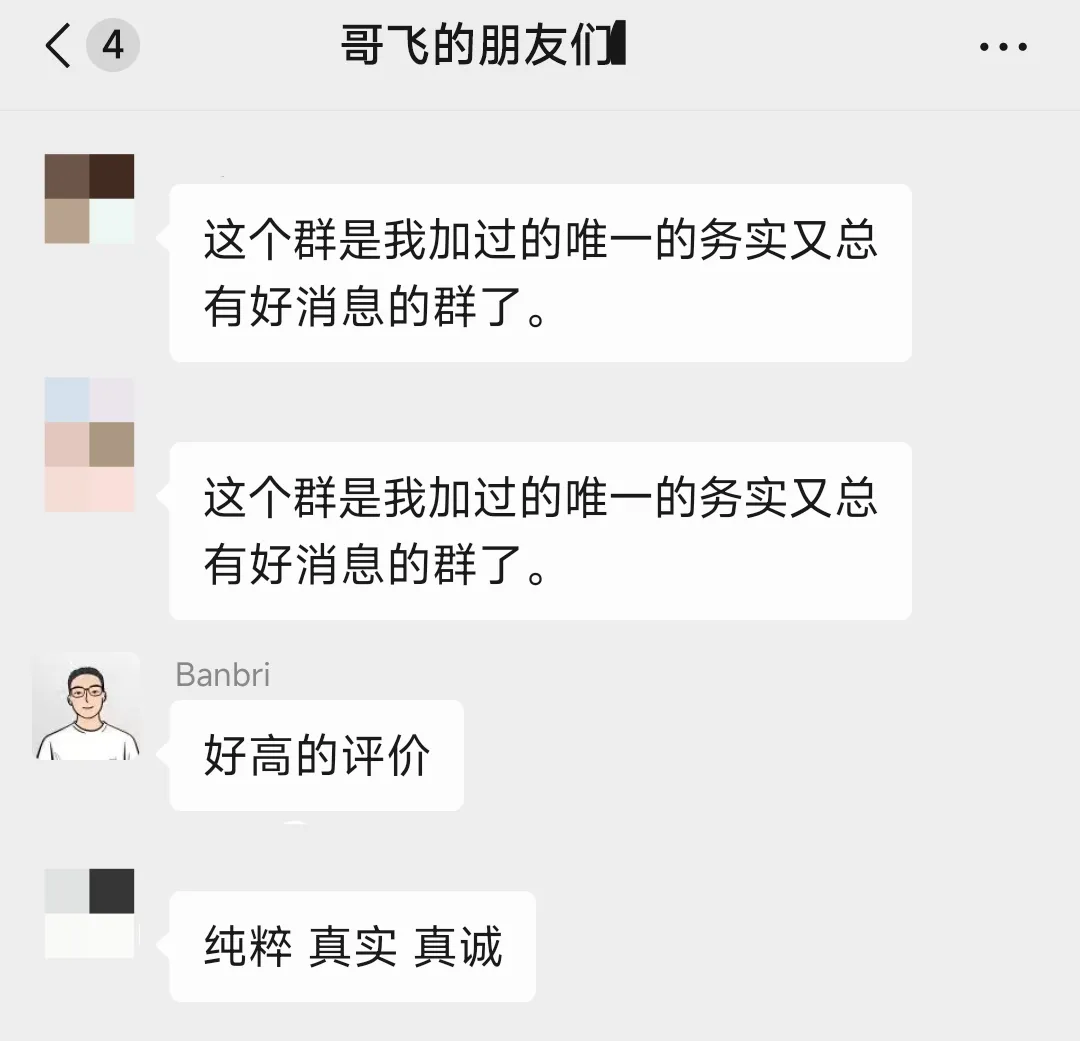 4
哥飞的朋友们
这个群是我加过的唯一的务实又总
有好消息的群了。
这个群是我加过的唯一的务实又总
有好消息的群了。
Banbri
好高的评价
纯粹 真实 真诚